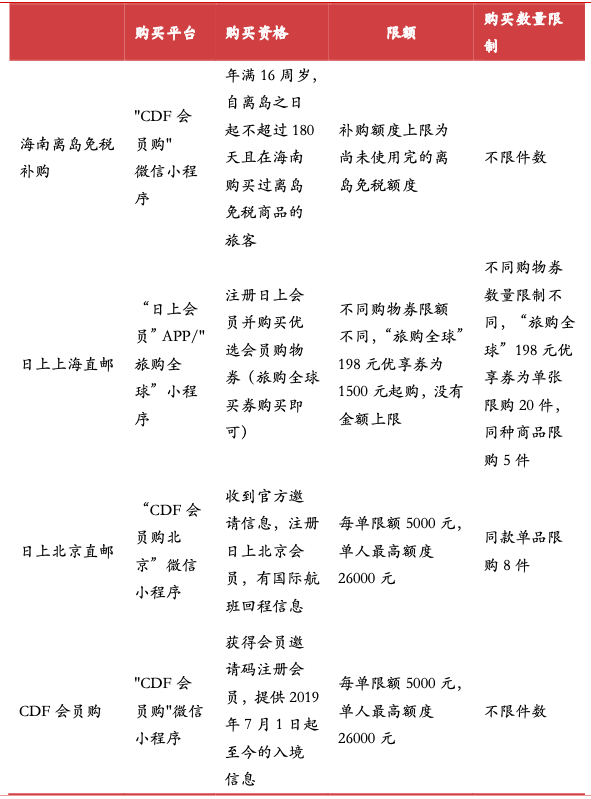 购买平台
购买资格
限额
购买数量限
制
海南离岛免税
补购
"CDF 会
员购"
微信小程
序
年满 16 周岁，
自离岛之日
起不超过 180
天且在海南
购买过离岛
免税商品的
旅客
补购额度上限为
尚未使用完的离
岛免税额度
不限件数
日上上海直邮
“日上会
员”APP/"
旅购全
球”小程
序
注册日上会
员并购买优
选会员购物
券（旅购全球
买券购买即
可）
不同购物券限额
不同，“旅购全球”
198 元优享券为
1500 元起购，没有
金额上限
不同购物券
数量限制不
同，“旅购全
球”198 元优
享券为单张
限购 20 件，
同种商品限
购 5 件
日上北京直邮
“CDF 会
员购北
京”微信
小程序
收到官方邀
请信息，注册
日上北京会
员，有国际航
班回程信息
每单限额 5000 元，
单人最高额度
26000 元
同款单品限
购 8 件
CDF 会员购
"CDF 会
员购"微信
小程序
获得会员邀
请码注册会
员，提供 2019
年 7 月 1 日起
至今的入境
信息
每单限额 5000 元，
单人最高额度
26000 元
不限件数